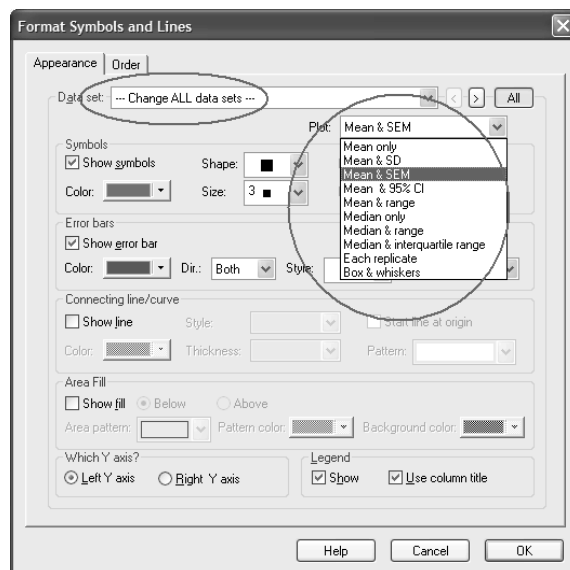 Format Symbols and Lines
Appearance Order
Data set: --- Change ALL data sets --- < > All
Plot: Mean & SEM
Mean only
Mean & SD
Mean & SEM
Mean & 95% CI
Mean & range
Median only
Median & range
Median & interquartile range
Each replicate
Box & whiskers
Symbols
Show symbols Shape:
Color: Size: 3
Error bars
Show error bar
Color: Dir.: Both Style:
Connecting line/curve
Show line Style: Start line at origin
Color: Thickness: Pattern:
Area Fill
Show fill Below Above
Area pattern: Pattern color: Background color:
Which Y axis?
Left Y axis Right Y axis
Legend
Show Use column title
Help Cancel OK